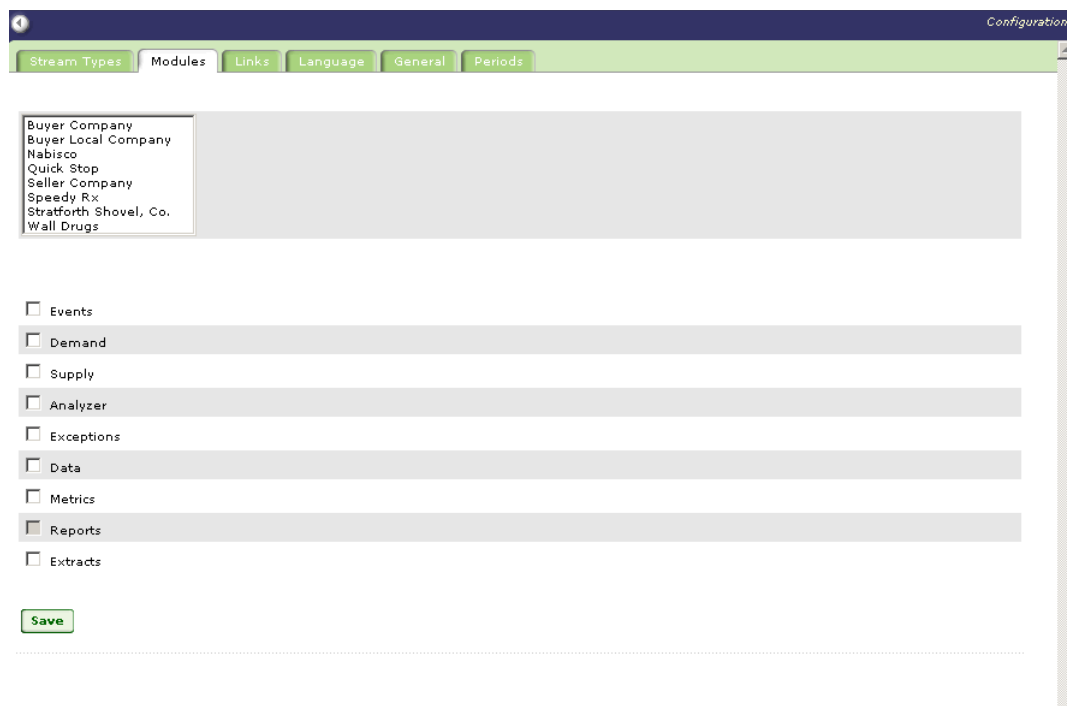 Configuration
Stream Types Modules Links Language General Periods
Buyer Company
Buyer Local Company
Nabisco
Quick Stop
Seller Company
Speedy Rx
Stratforth Shovel, Co.
Wall Drugs
Events
Demand
Supply
Analyzer
Exceptions
Data
Metrics
Reports
Extracts
Save